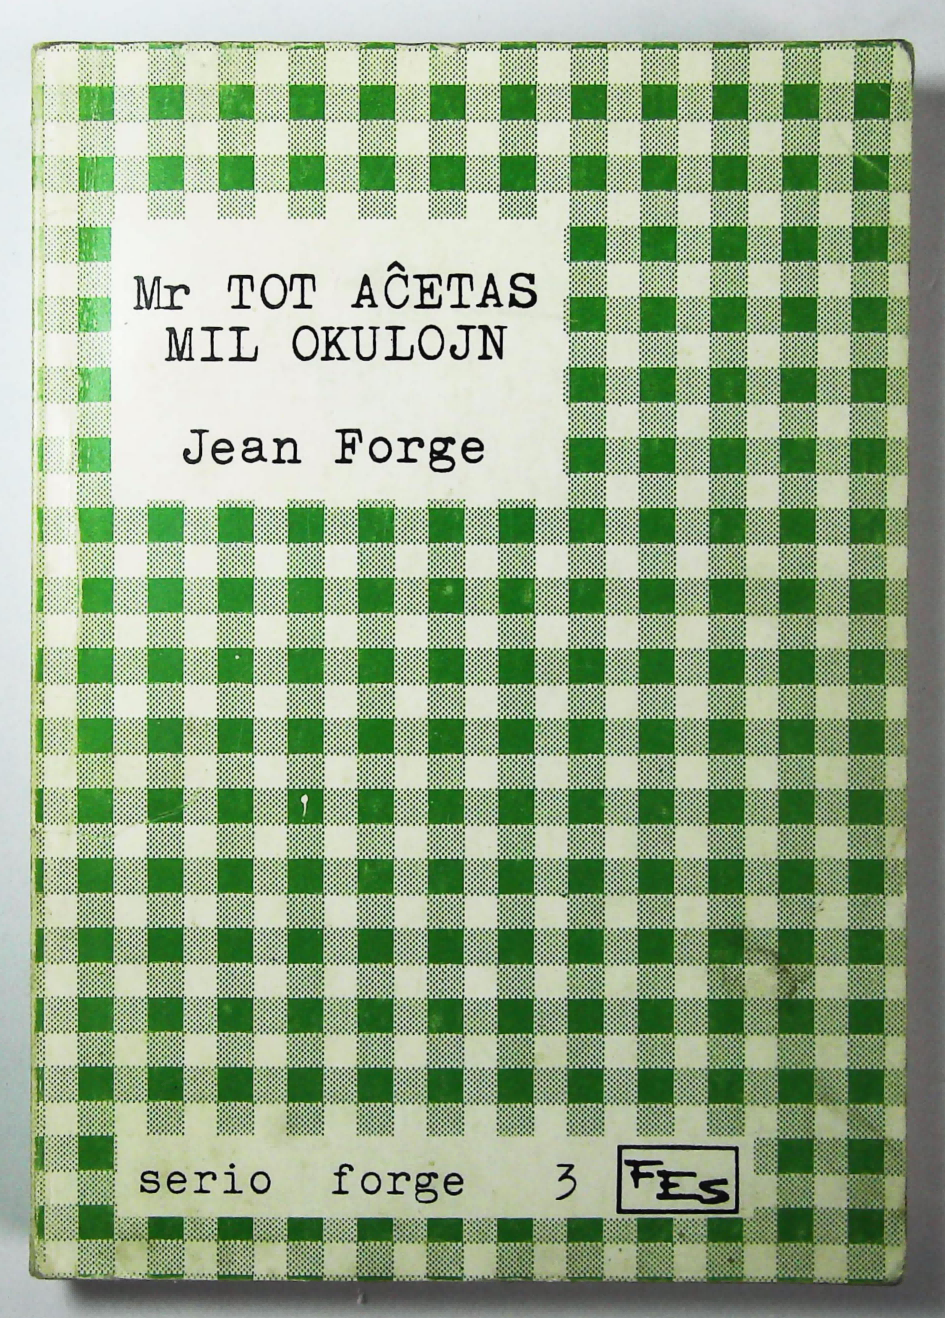 Mr TOT AĈETAS
MIL OKULOJN
Jean Forge
serio forge 3 FES